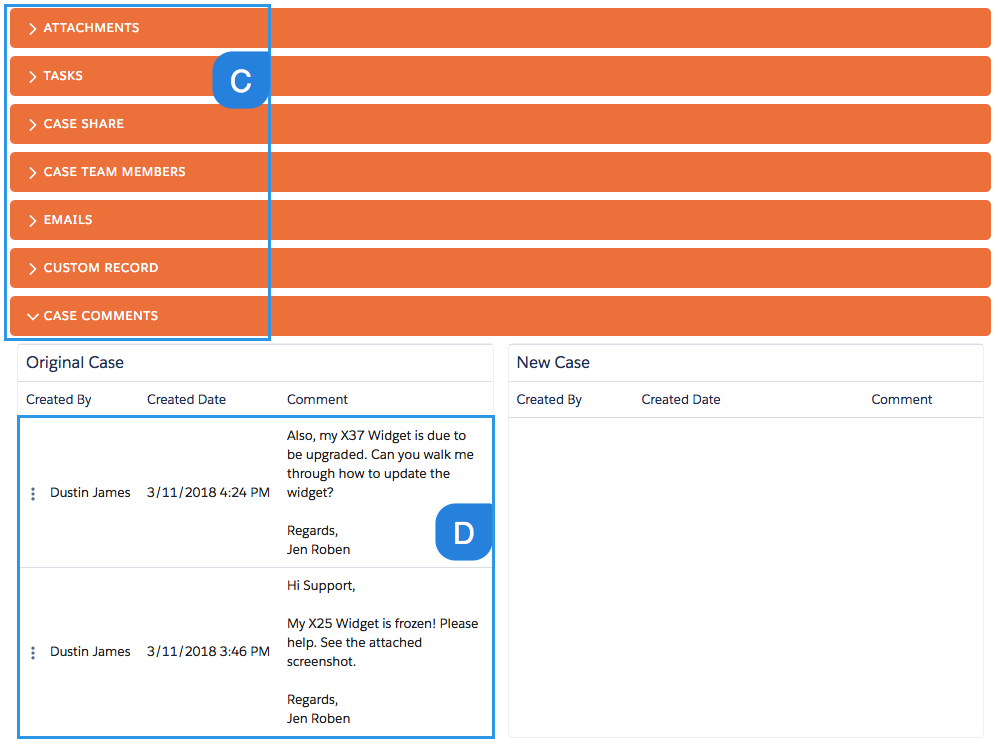 ATTACHMENTS
TASKS
C
CASE SHARE
CASE TEAM MEMBERS
EMAILS
CUSTOM RECORD
CASE COMMENTS
Original Case
Created By Created Date Comment
Dustin James 3/11/2018 4:24 PM
Also, my X37 Widget is due to
be upgraded. Can you walk me
through how to update the
widget?
Regards,
Jen Roben
D
Dustin James 3/11/2018 3:46 PM
Hi Support,
My X25 Widget is frozen! Please
help. See the attached
screenshot.
Regards,
Jen Roben
New Case
Created By Created Date Comment